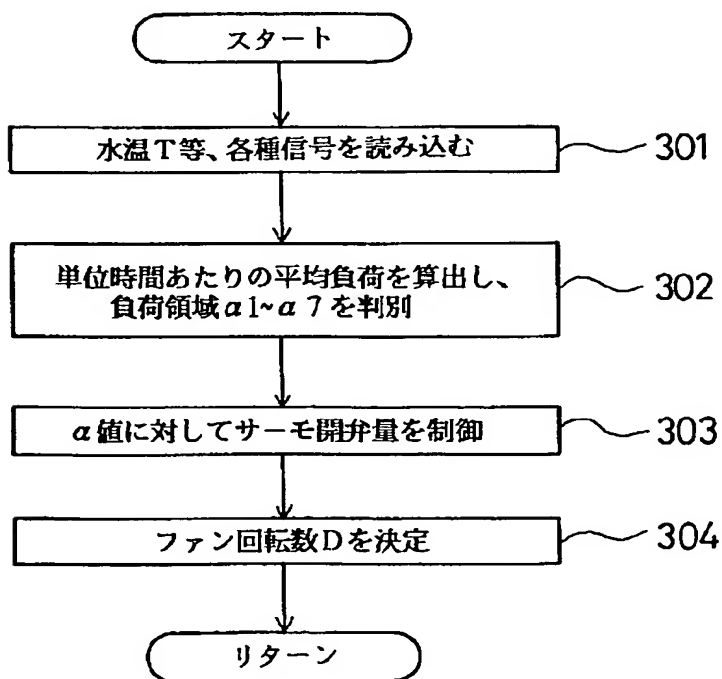 スタート
水温T等、各種信号を読み込む
301
単位時間あたりの平均負荷を算出し、
負荷領域α1~α7を判別
302
α値に対してサーモ開弁量を制御
303
ファン回転数Dを決定
304
リターン